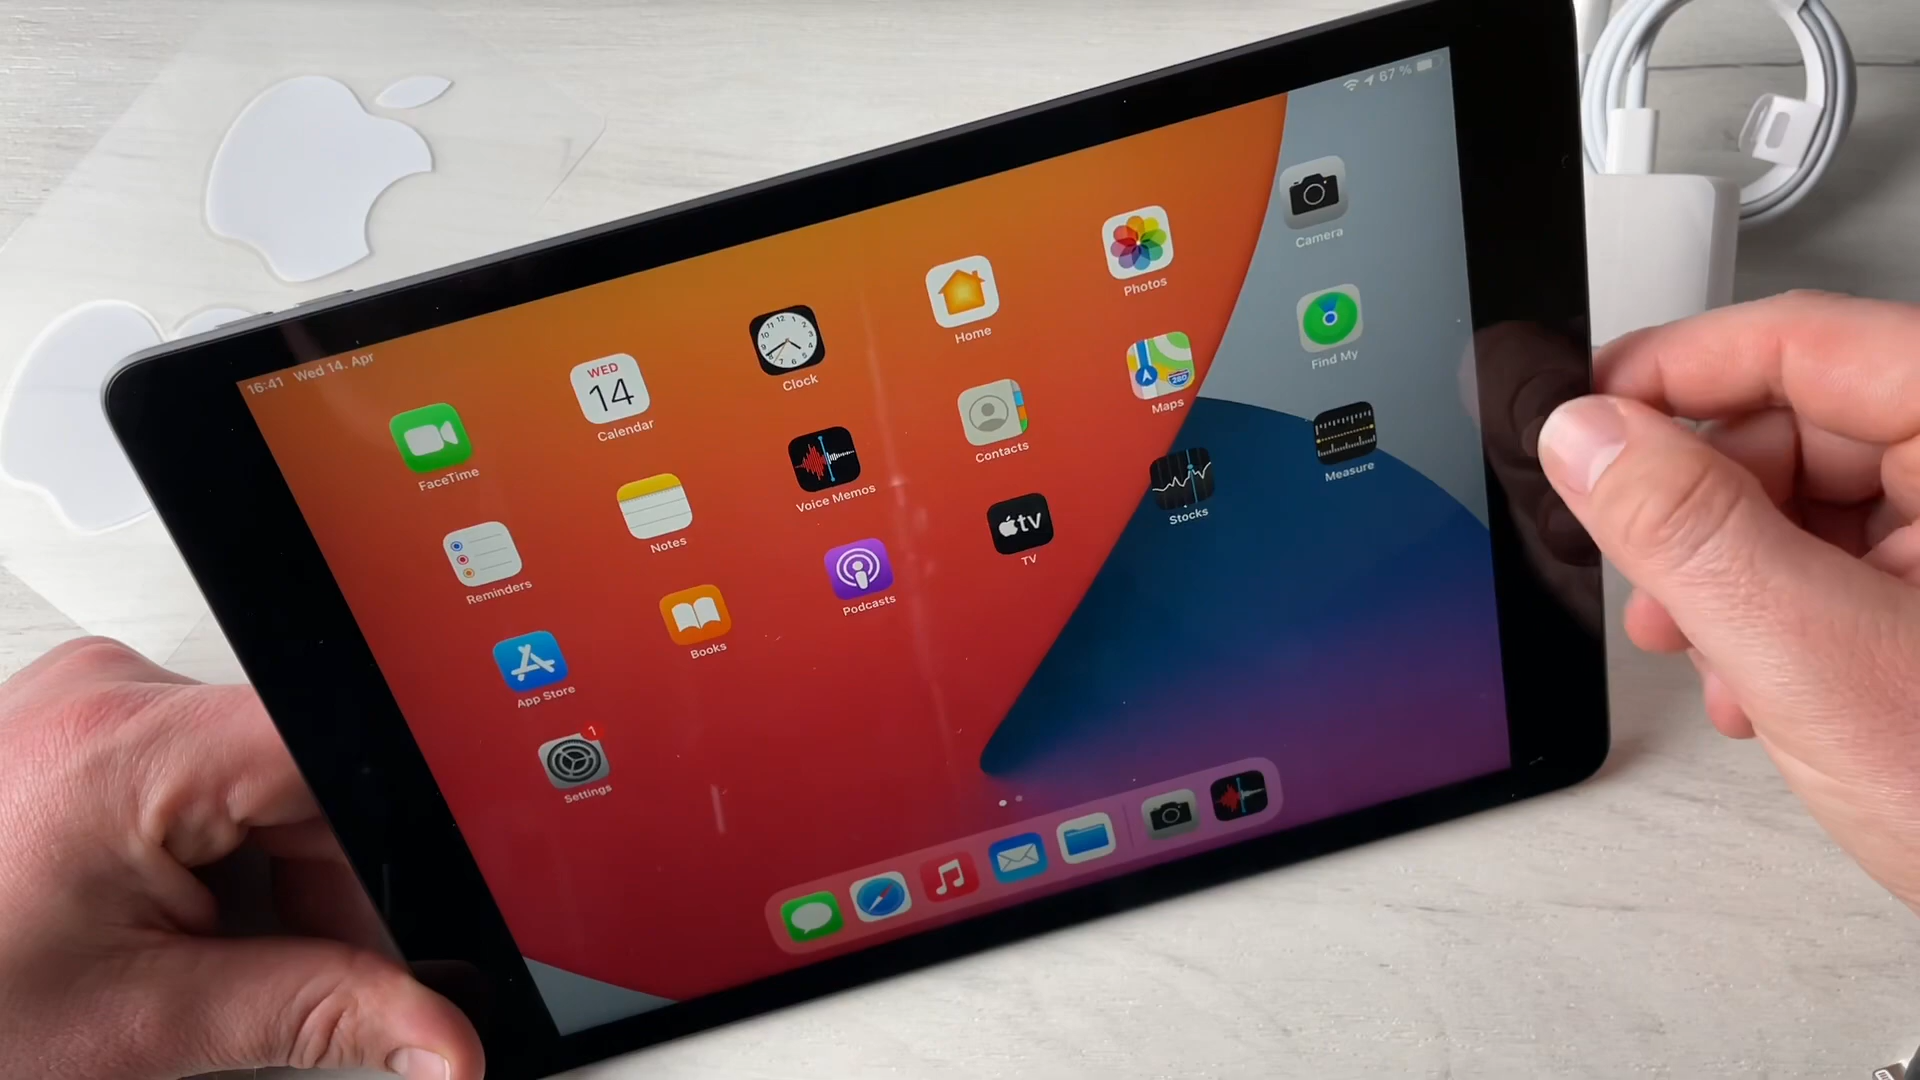 16:41 Wed 14. Apr
67 %
FaceTime
WED
14
Calendar
Clock
Home
Photos
Camera
Reminders
Notes
Voice Memos
Contacts
280
Maps
Find My
App Store
Books
Podcasts
tv
TV
Stocks
Measure
1
Settings